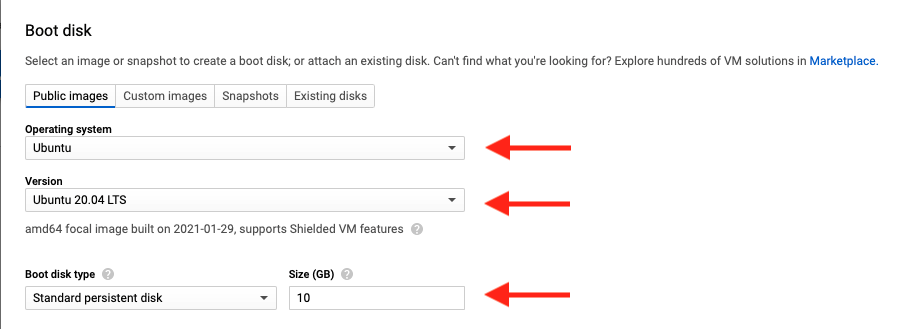 Boot disk
Select an image or snapshot to create a boot disk; or attach an existing disk. Can't find what you're looking for? Explore hundreds of VM solutions in Marketplace.
Public images Custom images Snapshots Existing disks
Operating system
Ubuntu
Version
Ubuntu 20.04 LTS
amd64 focal image built on 2021-01-29, supports Shielded VM features ?
Boot disk type ? Size (GB) ?
Standard persistent disk 10